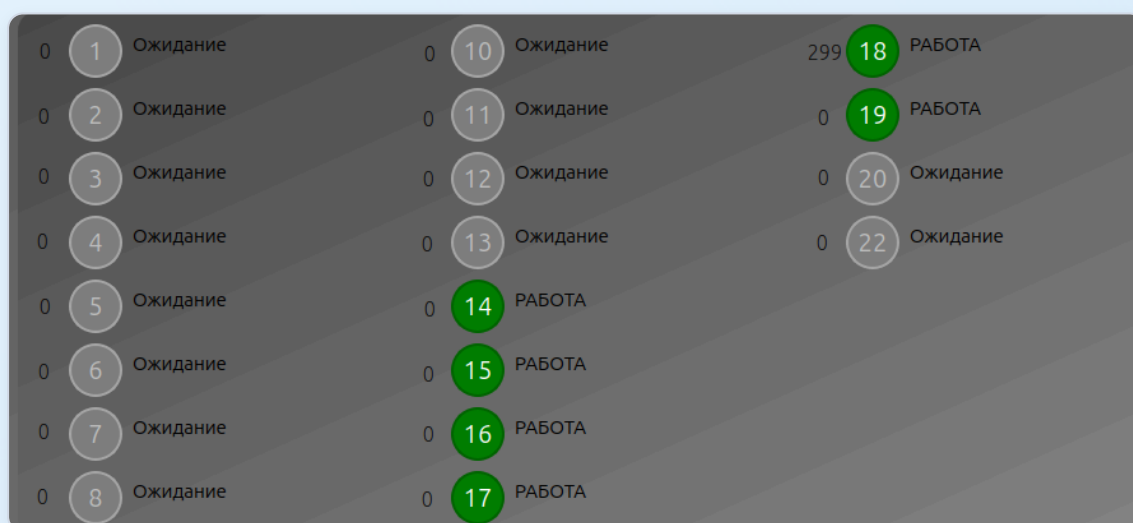 0 1 Ожидание
0 2 Ожидание
0 3 Ожидание
0 4 Ожидание
0 5 Ожидание
0 6 Ожидание
0 7 Ожидание
0 8 Ожидание
0 10 Ожидание
0 11 Ожидание
0 12 Ожидание
0 13 Ожидание
0 14 РАБОТА
0 15 РАБОТА
0 16 РАБОТА
0 17 РАБОТА
299 18 РАБОТА
0 19 РАБОТА
0 20 Ожидание
0 22 Ожидание